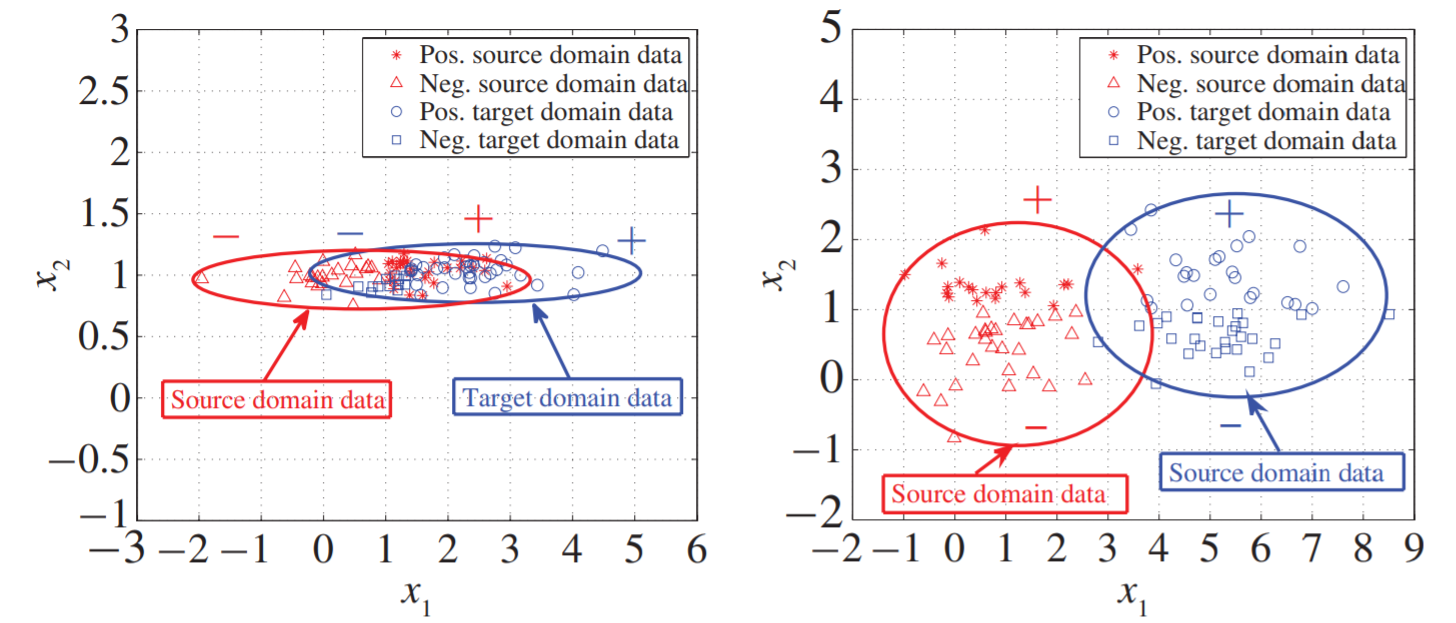 3
2.5
2
1.5
1
0.5
0
−0.5
−1
x2
Pos. source domain data
Neg. source domain data
Pos. target domain data
Neg. target domain data
− − + +
Source domain data
Target domain data
−3 −2 −1 0 1 2 3 4 5 6
x1
5
4
3
2
1
0
−1
−2
x2
Pos. source domain data
Neg. source domain data
Pos. target domain data
Neg. target domain data
+ +
− −
Source domain data
Source domain data
−2 −1 0 1 2 3 4 5 6 7 8 9
x1